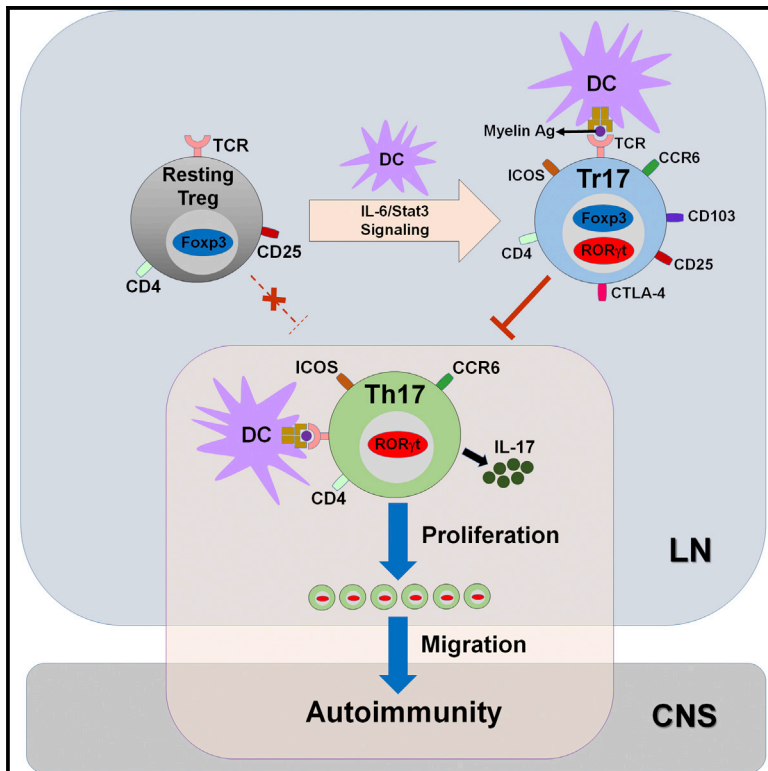 DC
Myelin Ag
TCR
TCR
Resting
Treg
Foxp3
CD25
CD4
DC
IL-6/Stat3
Signaling
ICOS
CCR6
Tr17
Foxp3
RORγt
CD103
CD4
CD25
CTLA-4
ICOS
CCR6
Th17
DC
RORγt
IL-17
CD4
Proliferation
LN
Migration
Autoimmunity
CNS